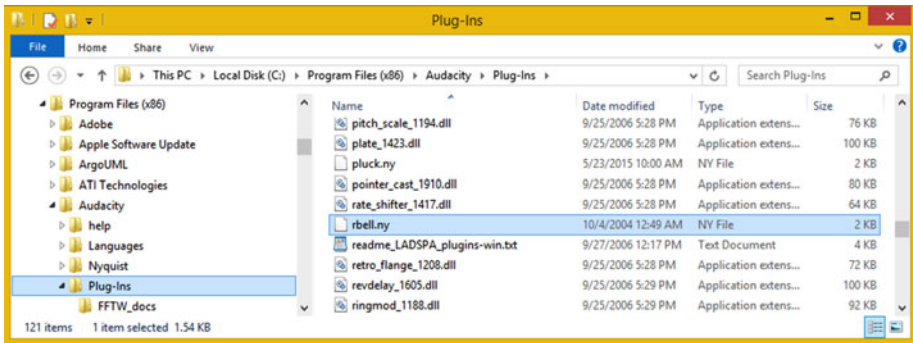 Plug-Ins
File Home Share View
This PC Local Disk (C:) Program Files (x86) Audacity Plug-Ins Search Plug-Ins
Program Files (x86)
Adobe
Apple Software Update
ArgoUML
ATI Technologies
Audacity
help
Languages
Nyquist
Plug-Ins
FFTW_docs
Name Date modified Type Size
pitch_scale_1194.dll 9/25/2006 5:28 PM Application extens... 76 KB
plate_1423.dll 9/25/2006 5:28 PM Application extens... 100 KB
pluck.ny 5/23/2015 10:00 AM NY File 2 KB
pointer_cast_1910.dll 9/25/2006 5:28 PM Application extens... 80 KB
rate_shifter_1417.dll 9/25/2006 5:28 PM Application extens... 64 KB
rbell.ny 10/4/2004 12:49 AM NY File 2 KB
readme_LADSPA_plugins-win.txt 9/27/2006 12:17 PM Text Document 4 KB
retro_flange_1208.dll 9/25/2006 5:28 PM Application extens... 72 KB
revdelay_1605.dll 9/25/2006 5:29 PM Application extens... 100 KB
ringmod_1188.dll 9/25/2006 5:29 PM Application extens... 92 KB
121 items 1 item selected 1.54 KB